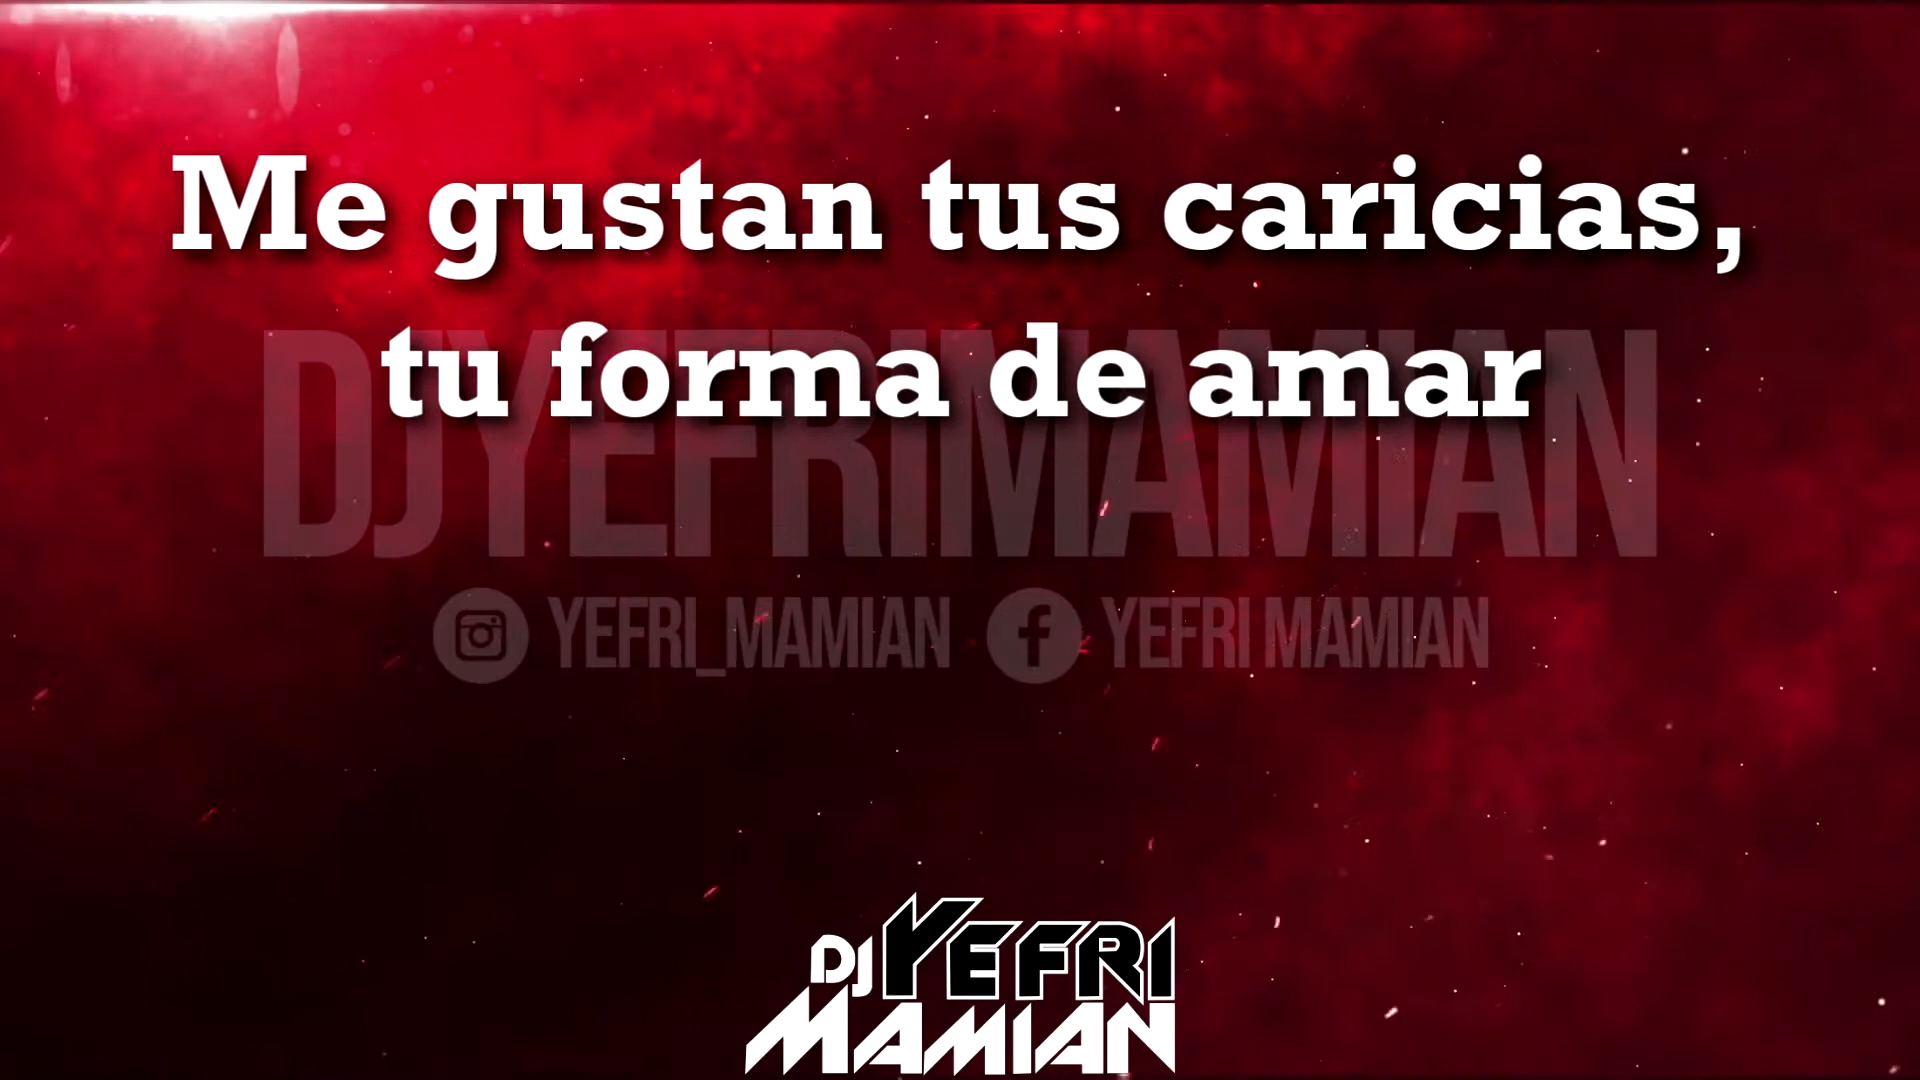 Me gustan tus caricias,
tu forma de amar
DJYEFRIMAMIAN
YEFRI_MAMIAN YEFRI MAMIAN
DJ YEFRI
MAMIAN